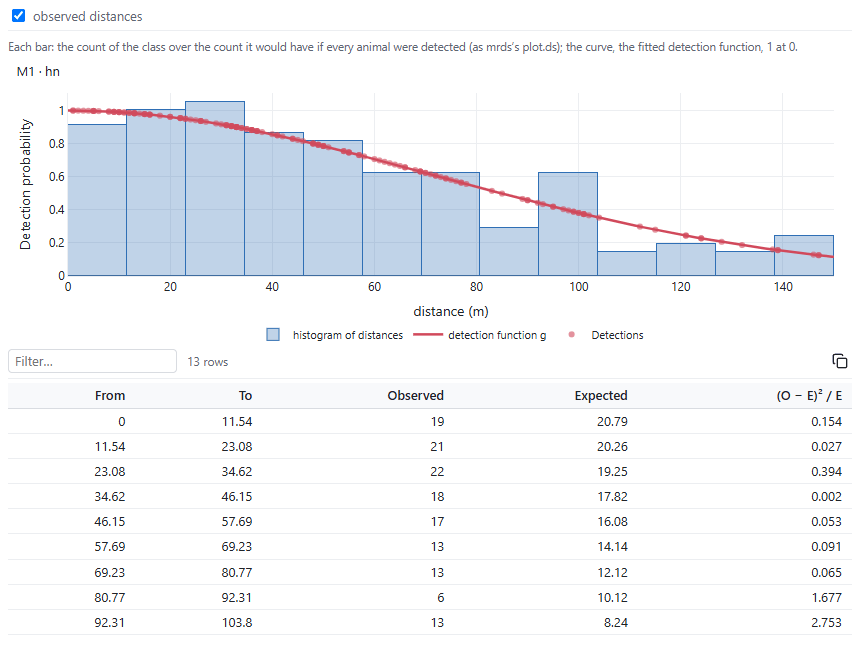 observed distances
Each bar: the count of the class over the count it would have if every animal were detected (as mrds's plot.ds); the curve, the fitted detection function, 1 at 0.
M1 · hn
Detection probability
1
0.8
0.6
0.4
0.2
0
0 20 40 60 80 100 120 140
distance (m)
histogram of distances detection function g Detections
Filter... 13 rows
From To Observed Expected (O − E)² / E
0 11.54 19 20.79 0.154
11.54 23.08 21 20.26 0.027
23.08 34.62 22 19.25 0.394
34.62 46.15 18 17.82 0.002
46.15 57.69 17 16.08 0.053
57.69 69.23 13 14.14 0.091
69.23 80.77 13 12.12 0.065
80.77 92.31 6 10.12 1.677
92.31 103.8 13 8.24 2.753